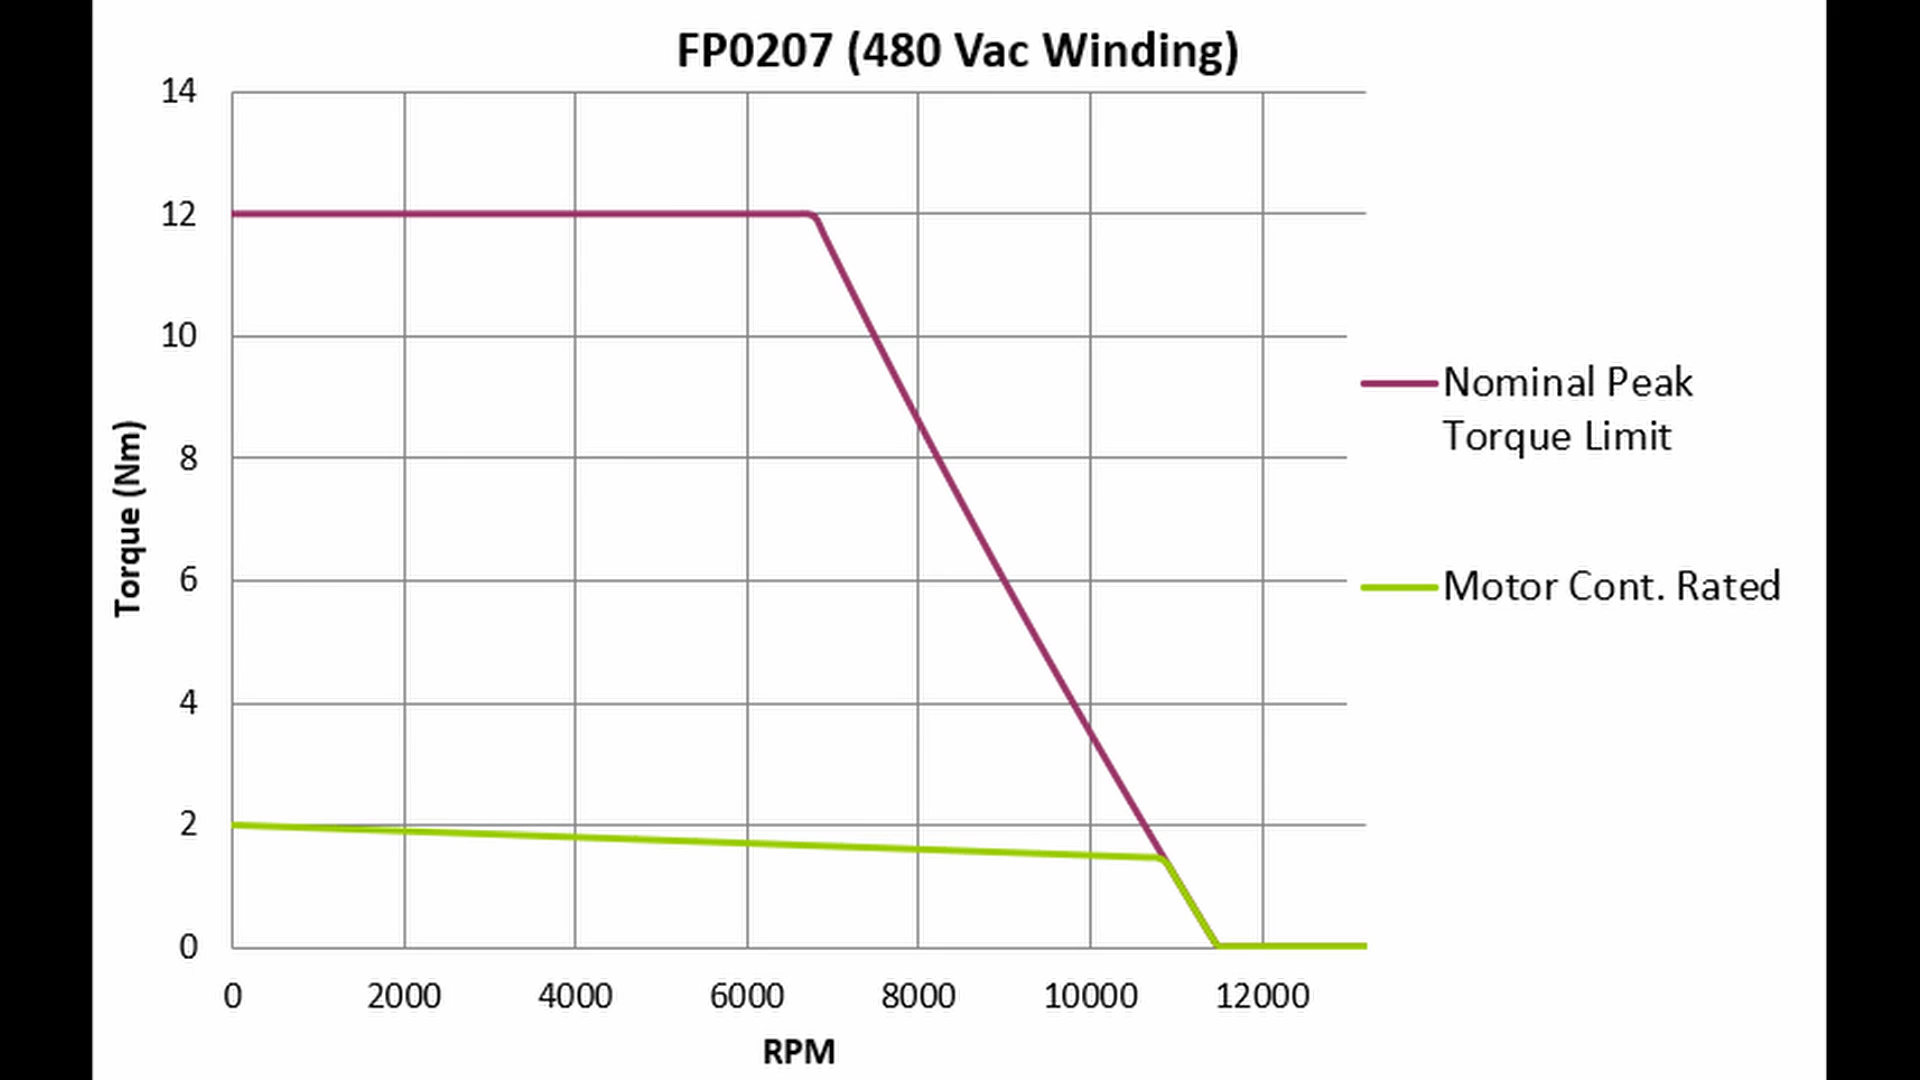 FP0207 (480 Vac Winding)
14
12
10
8
6
4
2
0
Torque (Nm)
0 2000 4000 6000 8000 10000 12000
RPM
Nominal Peak
Torque Limit
Motor Cont. Rated